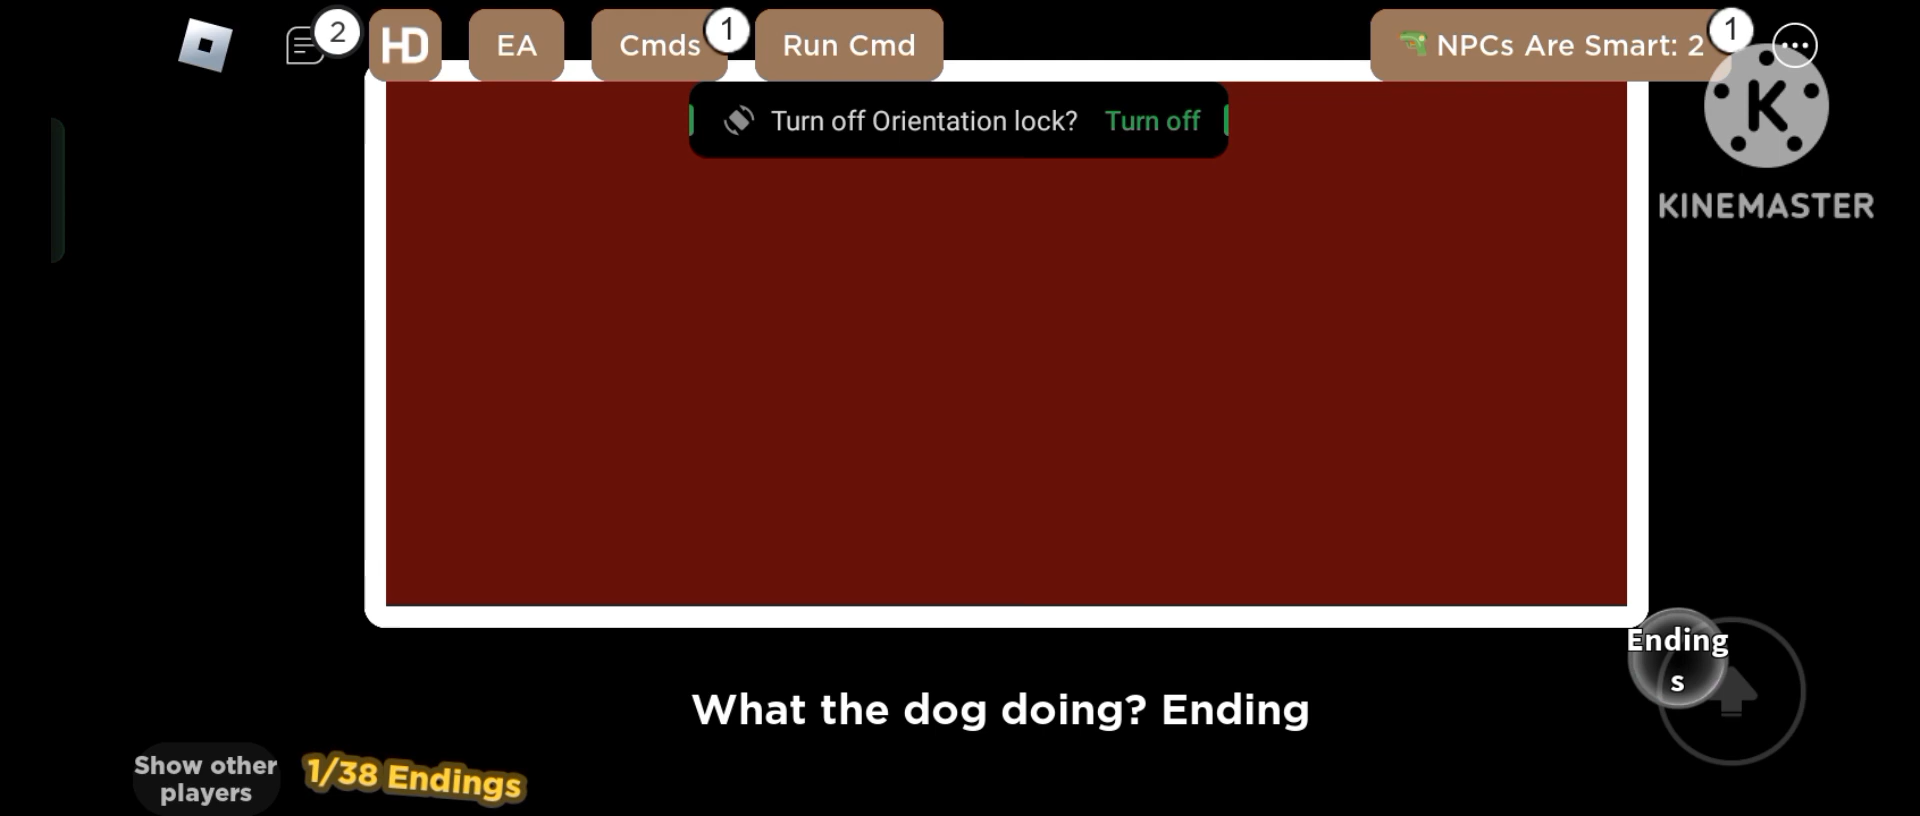 2
HD
EA
Cmds
1
Run Cmd
NPCs Are Smart: 2
1
Turn off Orientation lock?
Turn off
K
KINEMASTER
Ending
s
What the dog doing? Ending
Show other
players
1/38 Endings